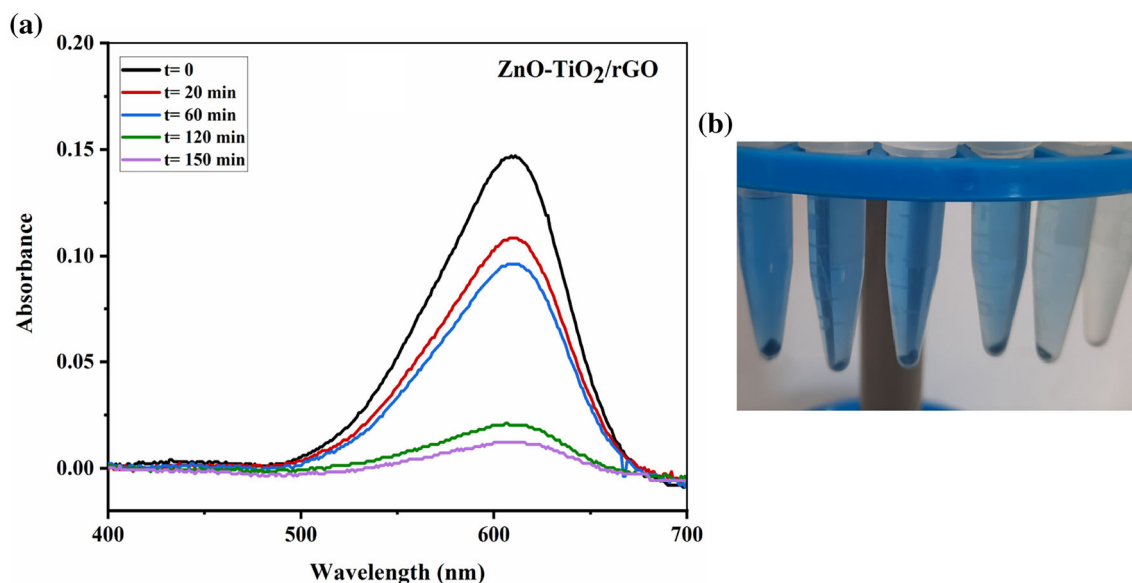 (a)
0.20
0.15
0.10
0.05
0.00
Absorbance
t= 0
t= 20 min
t= 60 min
t= 120 min
t= 150 min
ZnO-TiO2/rGO
400
500
600
700
Wavelength (nm)
(b)